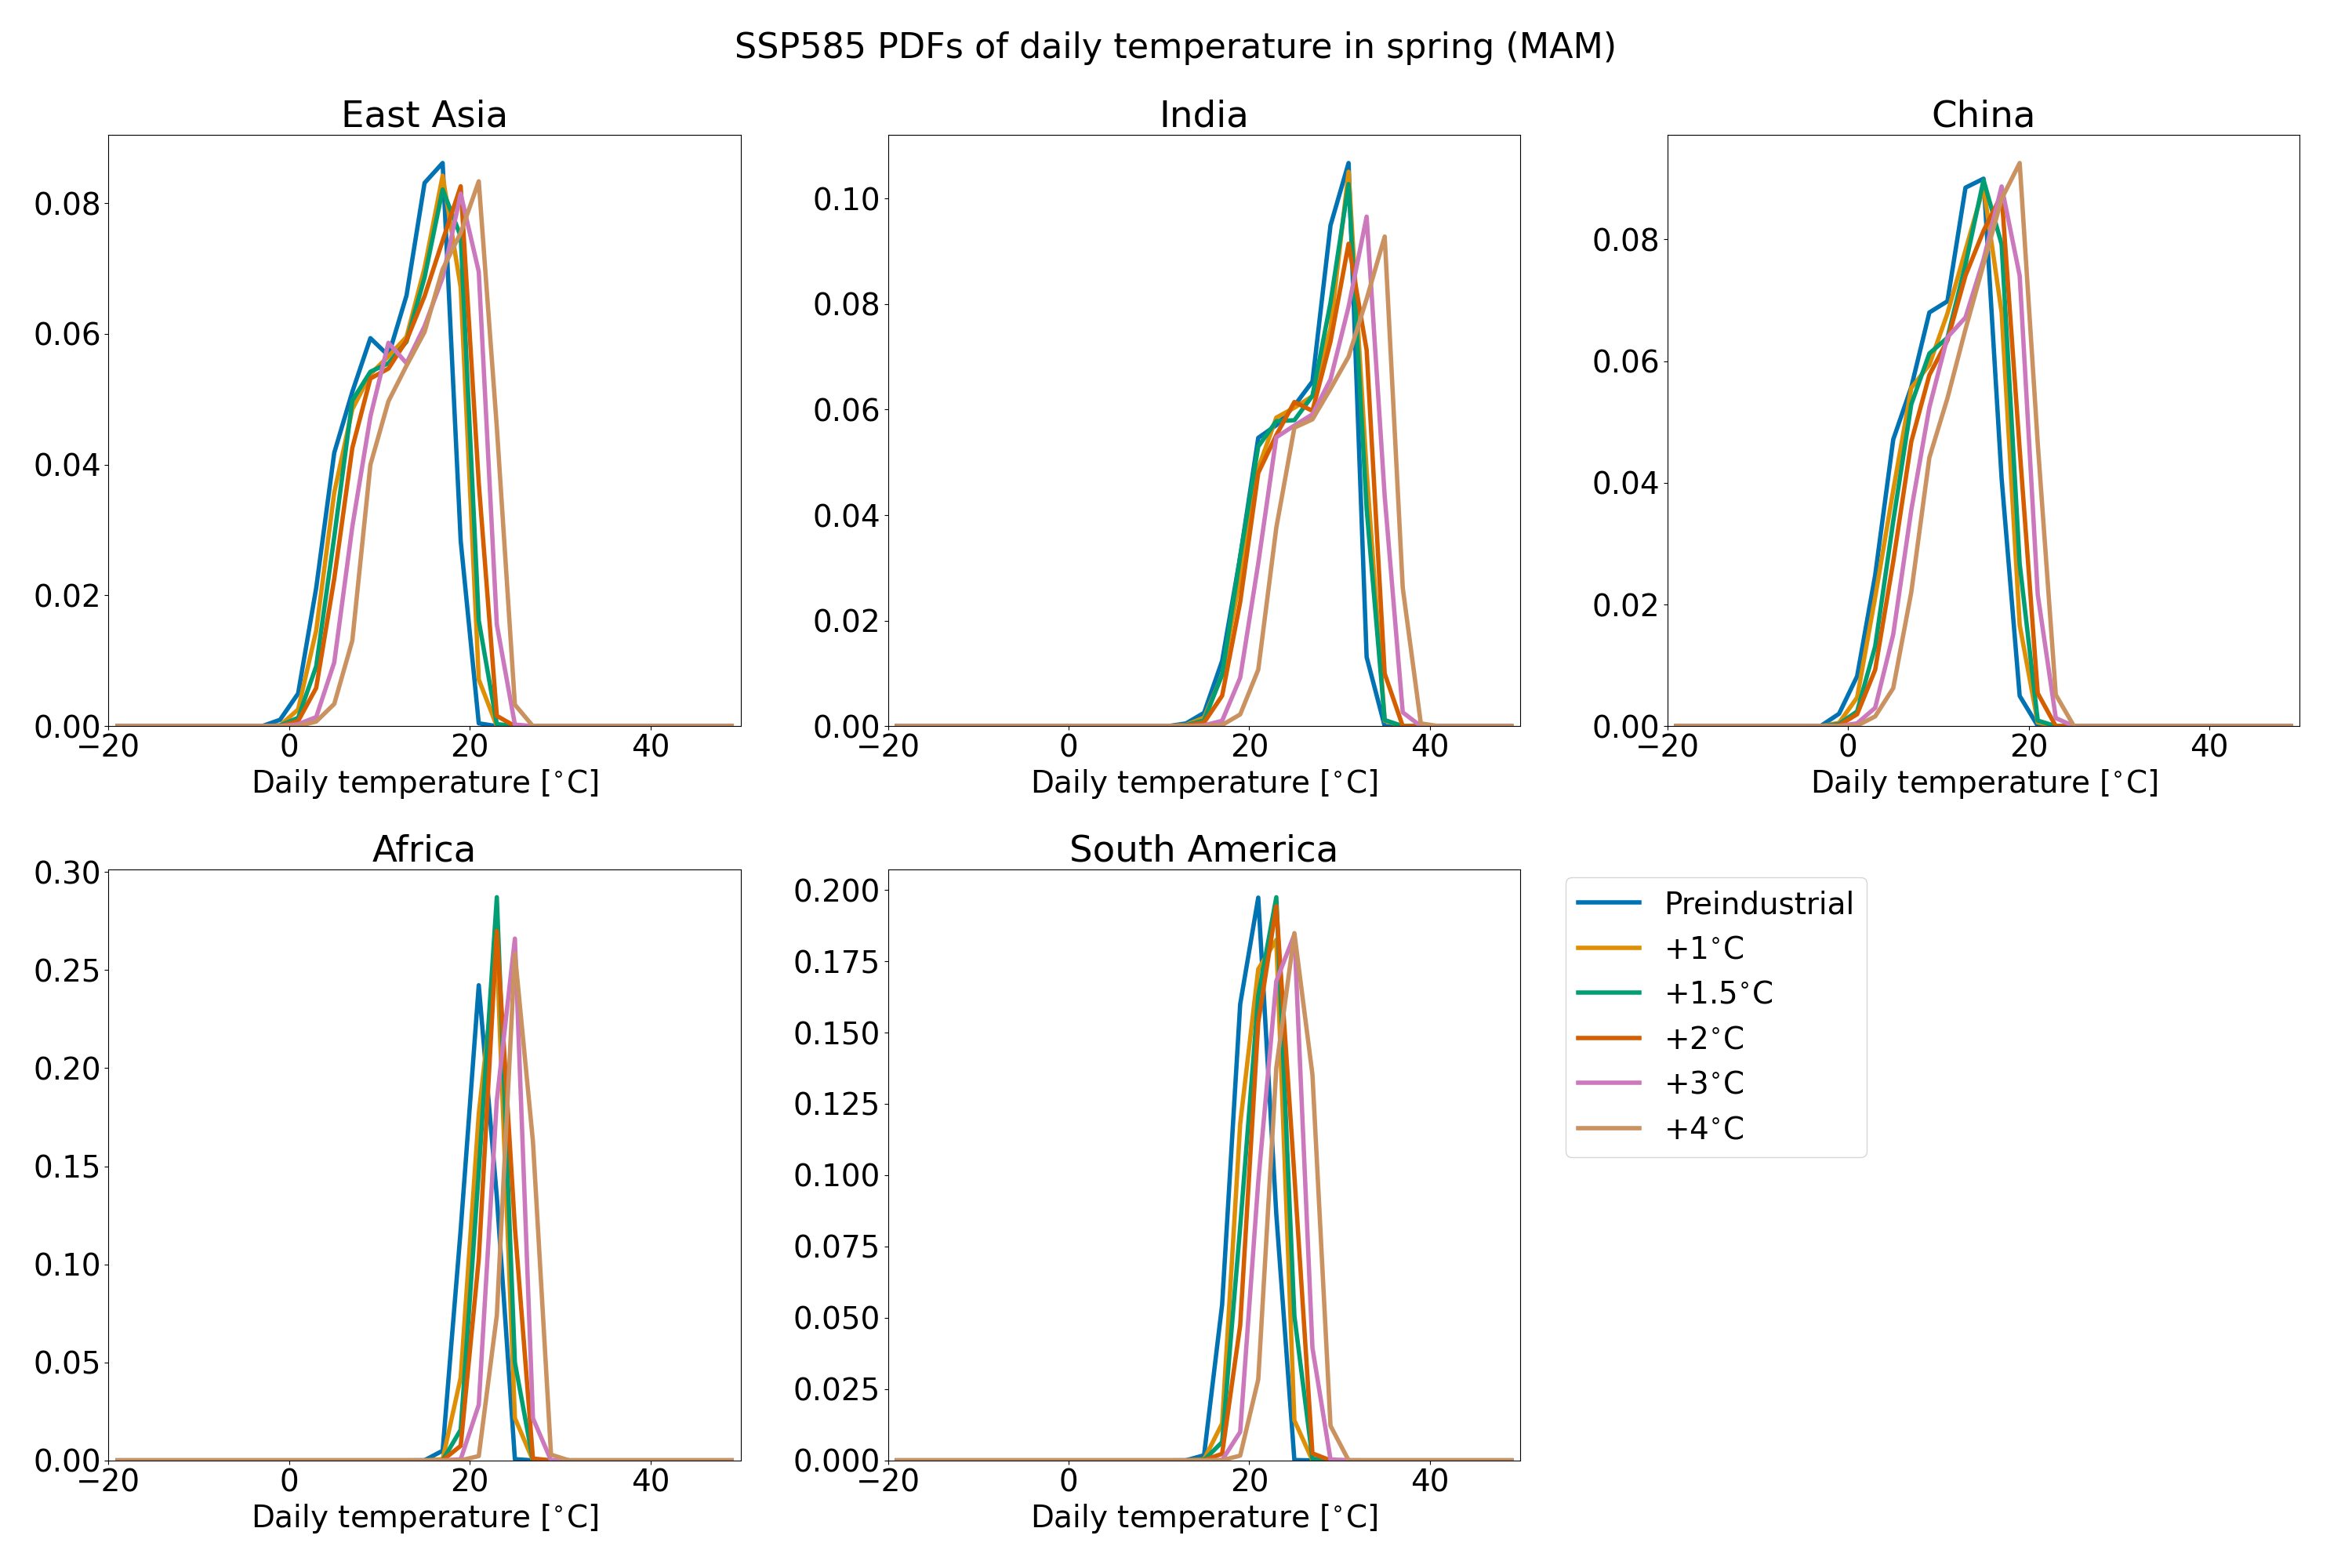 SSP585 PDFs of daily temperature in spring (MAM)
East Asia
0.08
0.06
0.04
0.02
0.00
−20 0 20 40
Daily temperature [°C]
India
0.10
0.08
0.06
0.04
0.02
0.00
−20 0 20 40
Daily temperature [°C]
China
0.08
0.06
0.04
0.02
0.00
−20 0 20 40
Daily temperature [°C]
Africa
0.30
0.25
0.20
0.15
0.10
0.05
0.00
−20 0 20 40
Daily temperature [°C]
South America
0.200
0.175
0.150
0.125
0.100
0.075
0.050
0.025
0.000
−20 0 20 40
Daily temperature [°C]
Preindustrial
+1°C
+1.5°C
+2°C
+3°C
+4°C